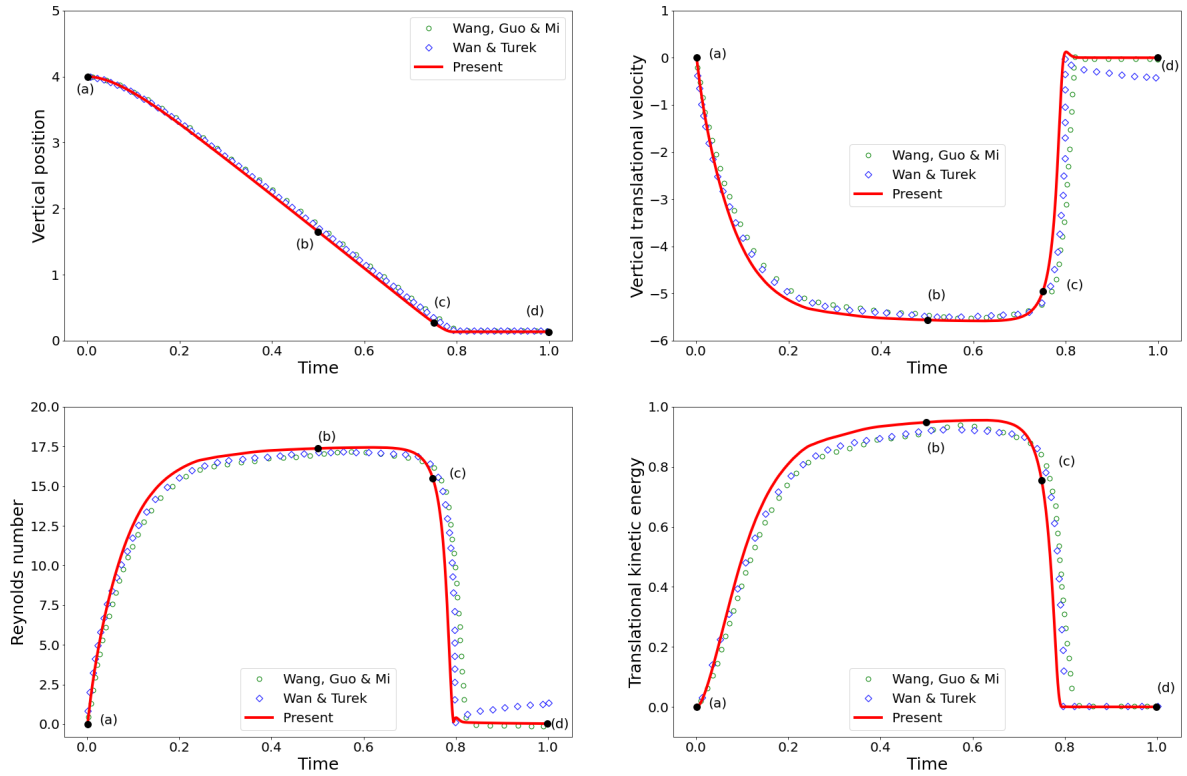 5
4
3
2
1
0
Vertical position
0.0 0.2 0.4 0.6 0.8 1.0
Time
Wang, Guo & Mi
Wan & Turek
Present
(a)
(b)
(c)
(d)
0
−1
−2
−3
−4
−5
−6
Vertical translational velocity
0.0 0.2 0.4 0.6 0.8 1.0
Time
Wang, Guo & Mi
Wan & Turek
Present
(a)
(b)
(c)
(d)
20.0
17.5
15.0
12.5
10.0
7.5
5.0
2.5
0.0
Reynolds number
0.0 0.2 0.4 0.6 0.8 1.0
Time
Wang, Guo & Mi
Wan & Turek
Present
(a)
(b)
(c)
(d)
1.0
0.8
0.6
0.4
0.2
0.0
Translational kinetic energy
0.0 0.2 0.4 0.6 0.8 1.0
Time
Wang, Guo & Mi
Wan & Turek
Present
(a)
(b)
(c)
(d)